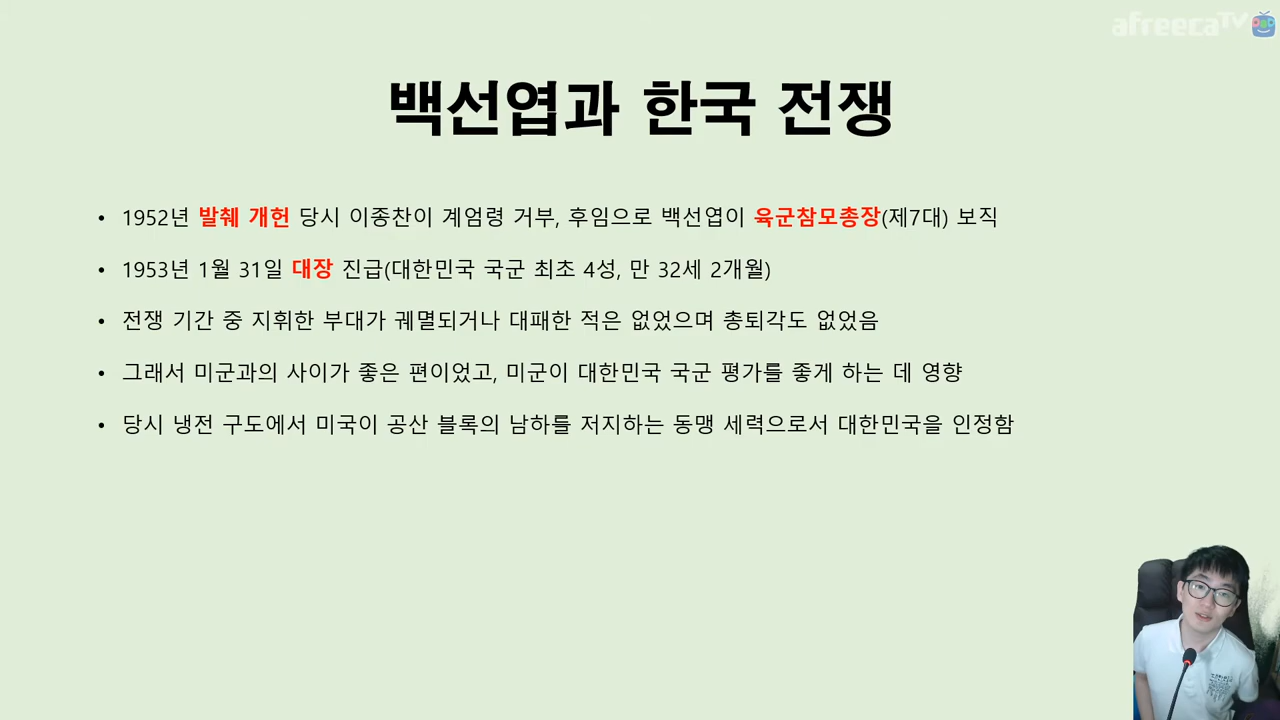 afreecaTV
백선엽과 한국 전쟁
• 1952년 발췌 개헌 당시 이종찬이 계엄령 거부, 후임으로 백선엽이 육군참모총장(제7대) 보직
• 1953년 1월 31일 대장 진급(대한민국 국군 최초 4성, 만 32세 2개월)
• 전쟁 기간 중 지휘한 부대가 궤멸되거나 대패한 적은 없었으며 총퇴각도 없었음
• 그래서 미군과의 사이가 좋은 편이었고, 미군이 대한민국 국군 평가를 좋게 하는 데 영향
• 당시 냉전 구도에서 미국이 공산 블록의 남하를 저지하는 동맹 세력으로서 대한민국을 인정함